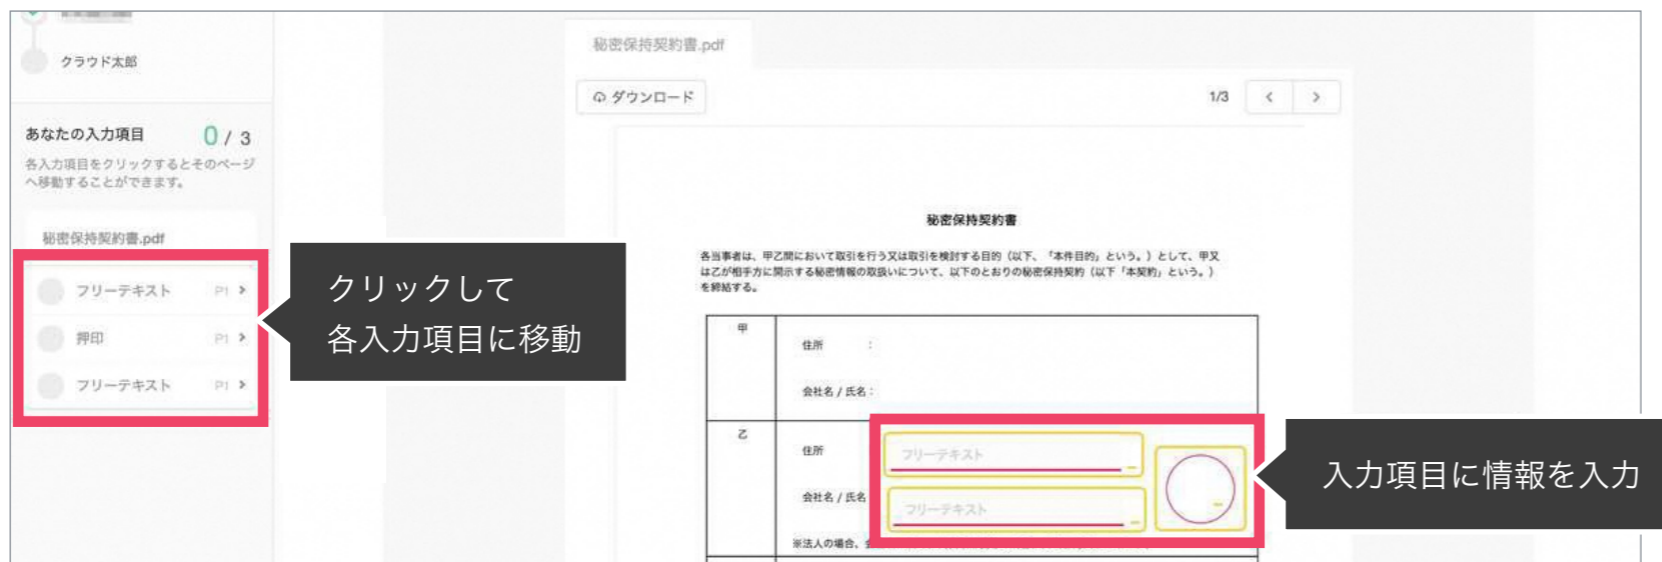 クラウド太郎
あなたの入力項目 0 / 3
各入力項目をクリックするとそのページ
へ移動することができます。
秘密保持契約書.pdf
フリーテキスト P1 >
押印 P1 >
フリーテキスト P1 >
クリックして
各入力項目に移動
秘密保持契約書.pdf
ダウンロード
1/3 < >
秘密保持契約書
各当事者は、甲乙間において取引を行う又は取引を検討する目的（以下、「本件目的」という。）として、甲又
は乙が相手方に開示する秘密情報の取扱いについて、以下のとおりの秘密保持契約（以下「本契約」という。）
を締結する。
甲
住所 :
会社名 / 氏名 :
乙
住所
フリーテキスト
会社名 / 氏名
フリーテキスト
※法人の場合、
入力項目に情報を入力